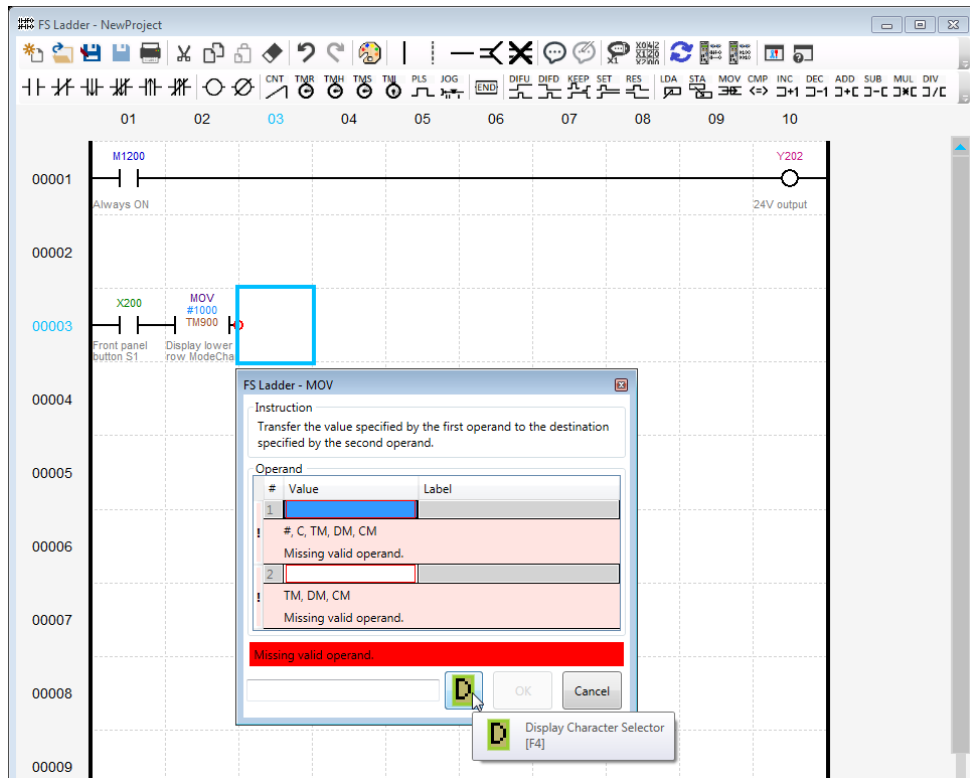 FS Ladder - NewProject
CNT TMR TMH TMS TML PLS JOG END DIFU DIFD KEEP SET RES LDA STA MOV CMP INC DEC ADD SUB MUL DIV
01 02 03 04 05 06 07 08 09 10
M1200 Y202
00001
Always ON 24V output
00002
X200 MOV
#1000
00003 TM900
Front panel Display lower
button S1 row ModeCha
00004
FS Ladder - MOV
Instruction
Transfer the value specified by the first operand to the destination
specified by the second operand.
00005
Operand
# Value Label
1
! #, C, TM, DM, CM
00006
Missing valid operand.
2
! TM, DM, CM
00007
Missing valid operand.
Missing valid operand.
00008
D OK Cancel
D Display Character Selector
[F4]
00009